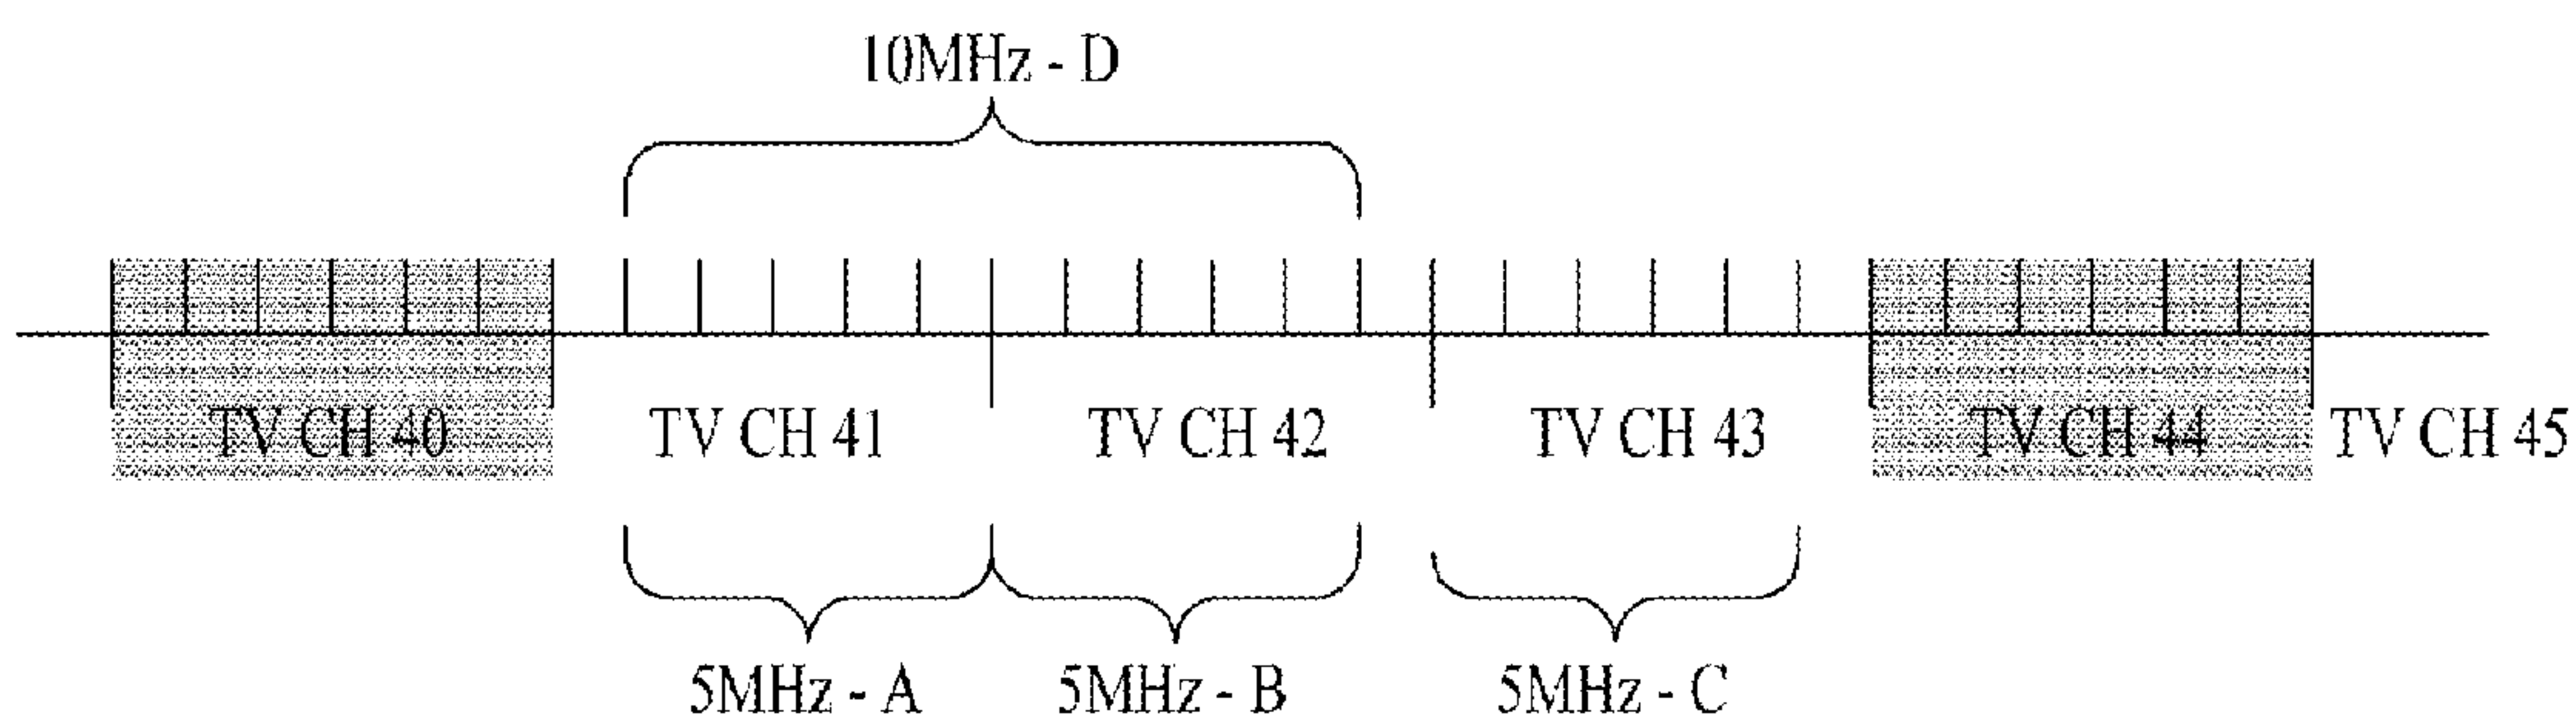 10MHz - D
TV CH 40 TV CH 41 TV CH 42 TV CH 43 TV CH 44 TV CH 45
5MHz - A 5MHz - B 5MHz - C